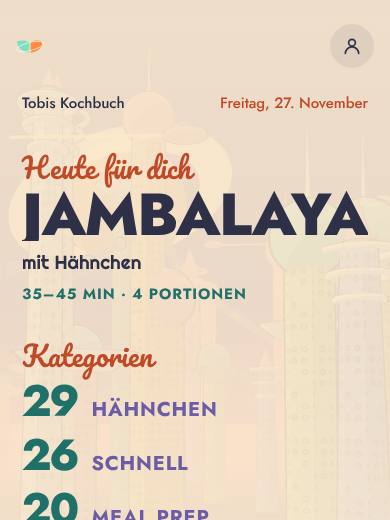 Tobis Kochbuch
Freitag, 27. November
Heute für dich
JAMBALAYA
mit Hähnchen
35–45 MIN · 4 PORTIONEN
Kategorien
29 HÄHNCHEN
26 SCHNELL
20 MEAL PREP